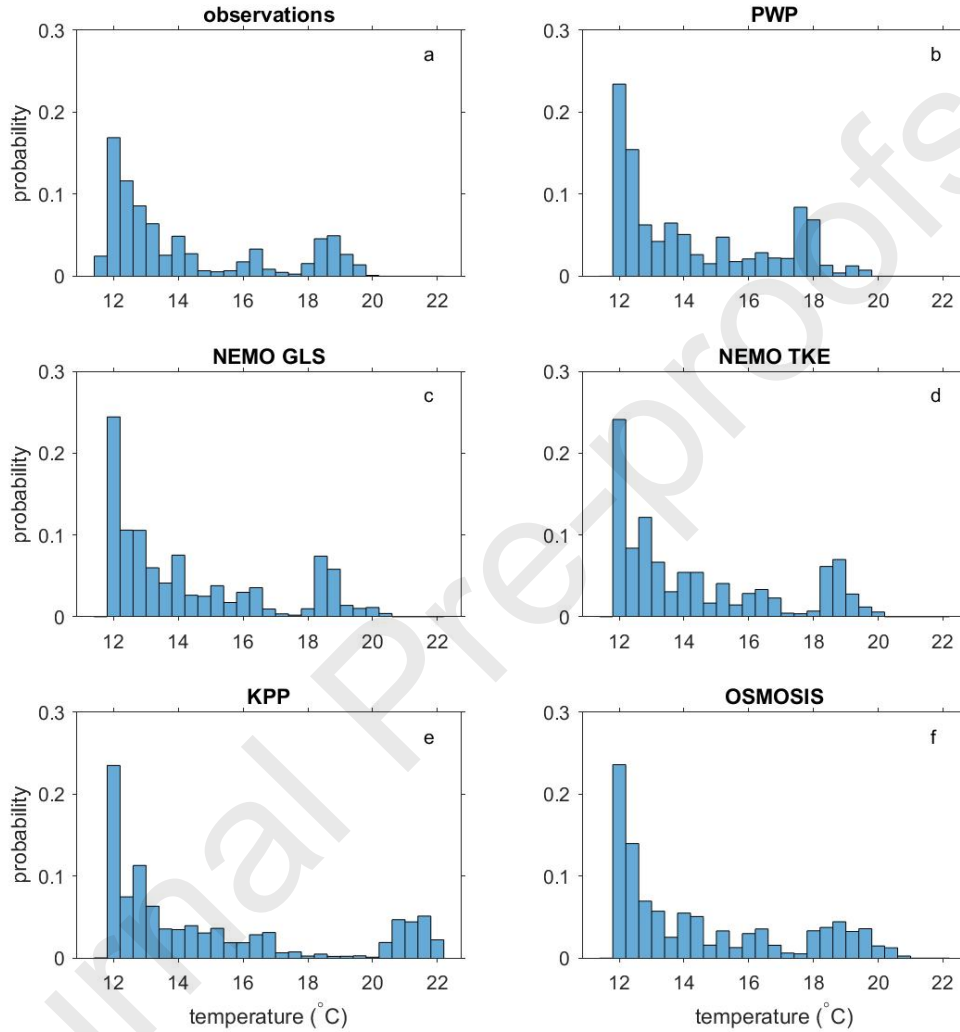 observations
PWP
0.3
0.2
0.1
0
probability
a
12 14 16 18 20 22
0.3
0.2
0.1
0
b
12 14 16 18 20 22
NEMO GLS
NEMO TKE
0.3
0.2
0.1
0
probability
c
12 14 16 18 20 22
0.3
0.2
0.1
0
d
12 14 16 18 20 22
KPP
OSMOSIS
0.3
0.2
0.1
0
probability
e
12 14 16 18 20 22
temperature (°C)
0.3
0.2
0.1
0
f
12 14 16 18 20 22
temperature (°C)
urnal Pre-proofs